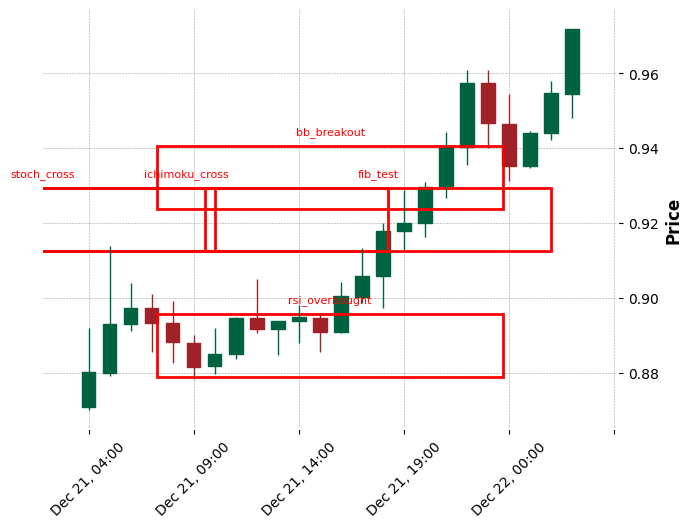 bb_breakout
stoch_cross
ichimoku_cross
fib_test
rsi_overbought
0.96
0.94
0.92
0.90
0.88
Price
Dec 21, 04:00
Dec 21, 09:00
Dec 21, 14:00
Dec 21, 19:00
Dec 22, 00:00